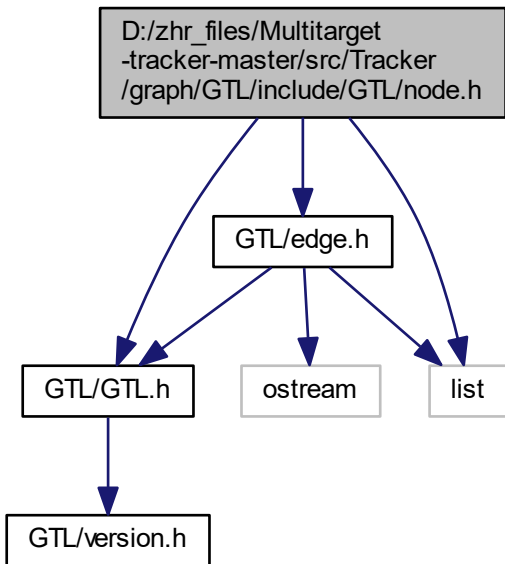 D:/zhr_files/Multitarget
-tracker-master/src/Tracker
/graph/GTL/include/GTL/node.h
GTL/edge.h
GTL/GTL.h
ostream
list
GTL/version.h